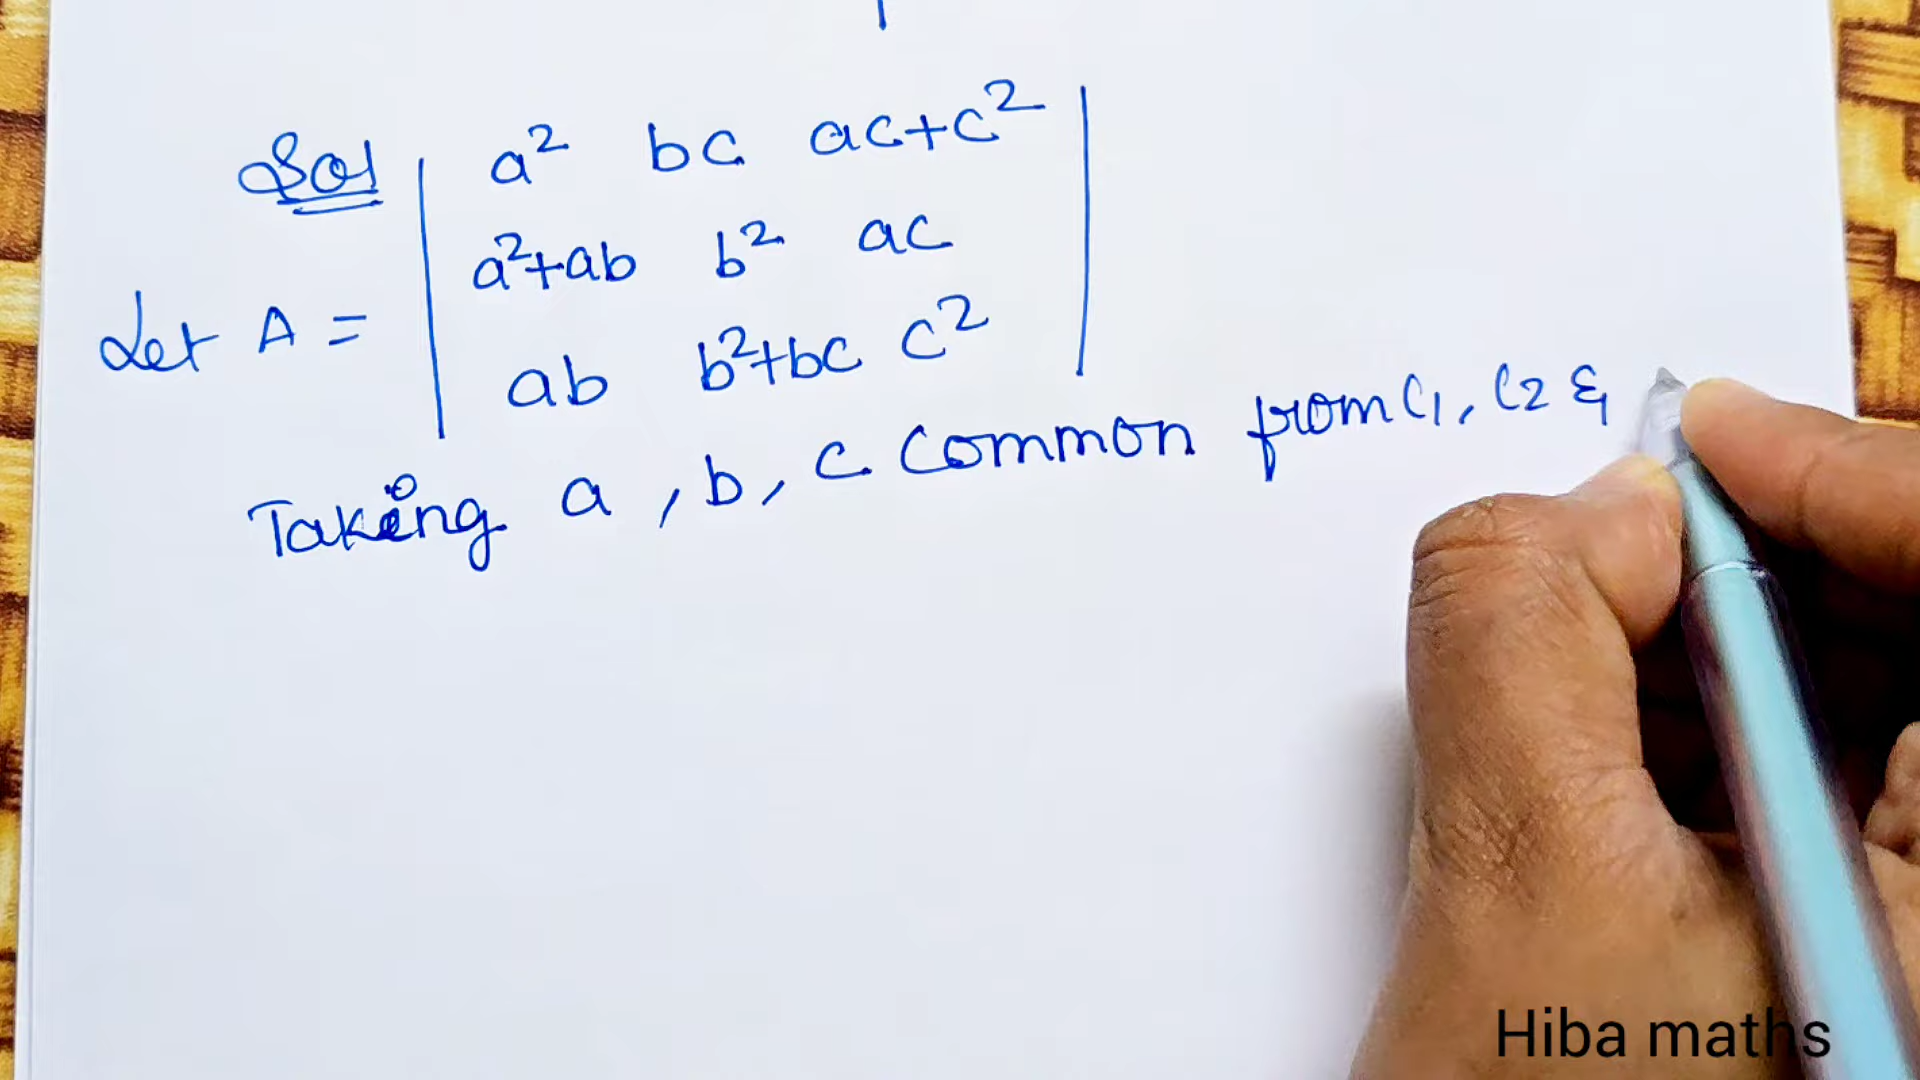 Sol
Let A = | a² bc ac+c² |
| a²+ab b² ac |
| ab b²+bc c² |
Taking a, b, c common from C1, C2 &
Hiba maths